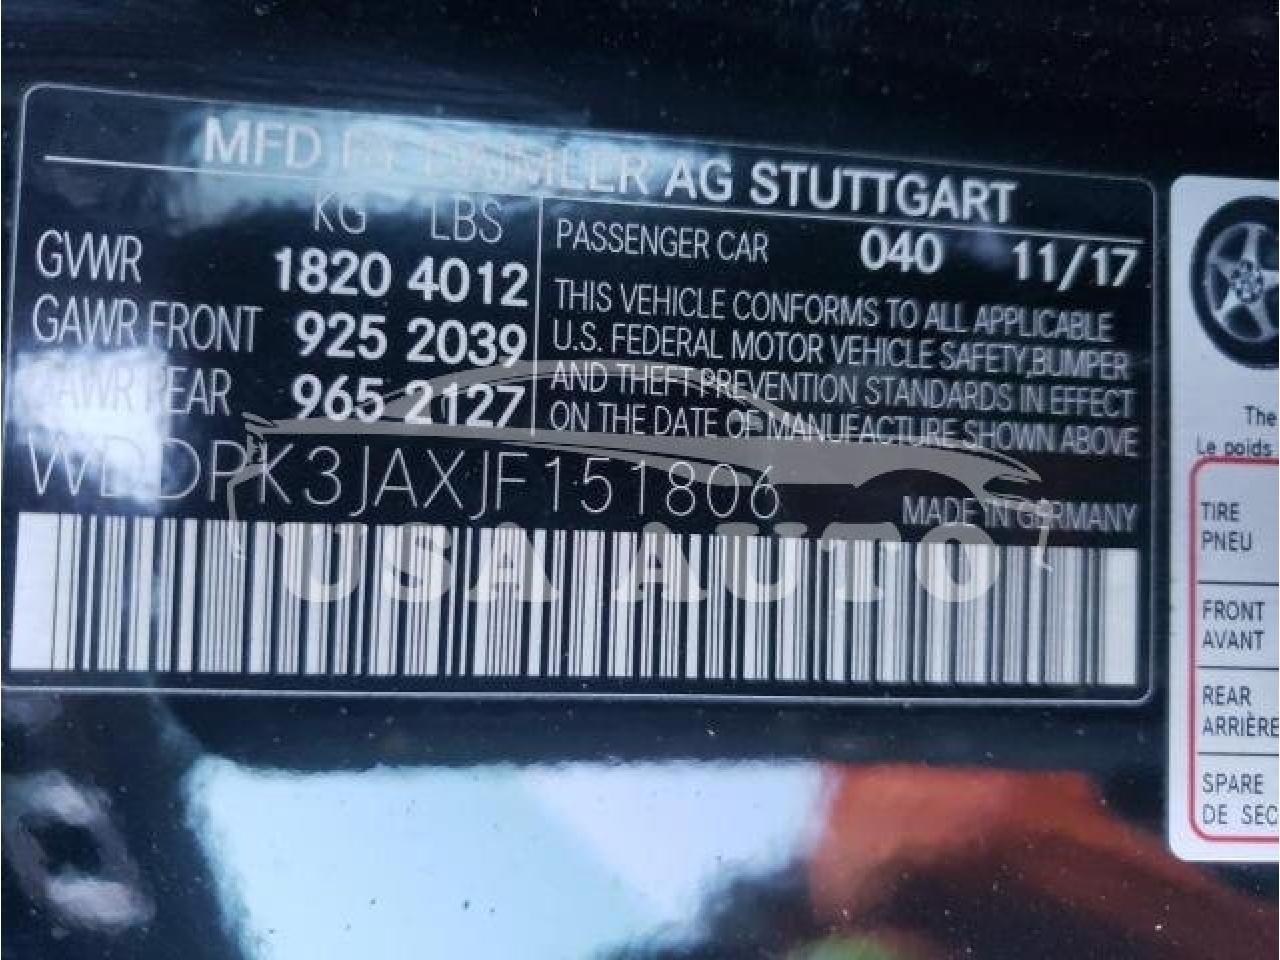 MFD BY DAIMLER AG STUTTGART
KG LBS
GVWR 1820 4012
GAWR FRONT 925 2039
GAWR REAR 965 2127
PASSENGER CAR 040 11/17
THIS VEHICLE CONFORMS TO ALL APPLICABLE
U.S. FEDERAL MOTOR VEHICLE SAFETY,BUMPER
AND THEFT PREVENTION STANDARDS IN EFFECT
ON THE DATE OF MANUFACTURE SHOWN ABOVE
WDDPK3JAXJF151806
MADE IN GERMANY
USA AUTO
The
Le poids
TIRE
PNEU
FRONT
AVANT
REAR
ARRIÈRE
SPARE
DE SEC